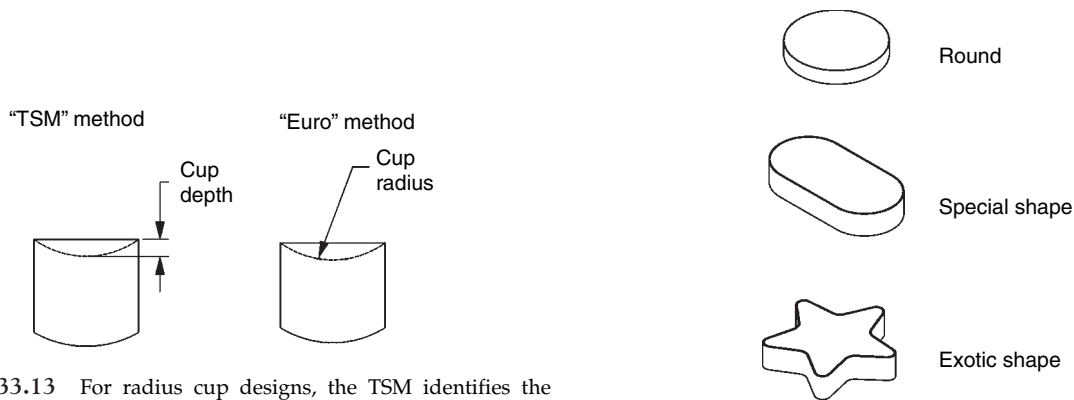 “TSM” method
“Euro” method
Cup
depth
Cup
radius
33.13 For radius cup designs, the TSM identifies the
Round
Special shape
Exotic shape